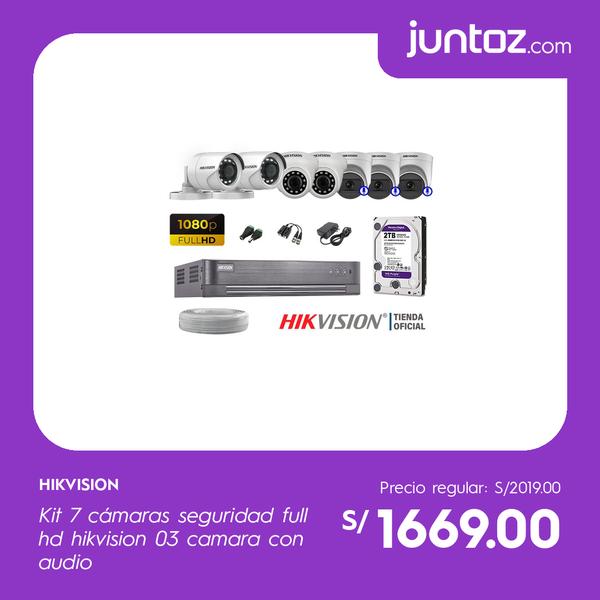 juntoz.com
HIKVISION
1080p
FULL HD
2TB
HIKVISION
HIKVISION® | TIENDA
OFICIAL
HIKVISION
Precio regular: S/2019.00
Kit 7 cámaras seguridad full
hd hikvision 03 camara con
audio
S/ 1669.00